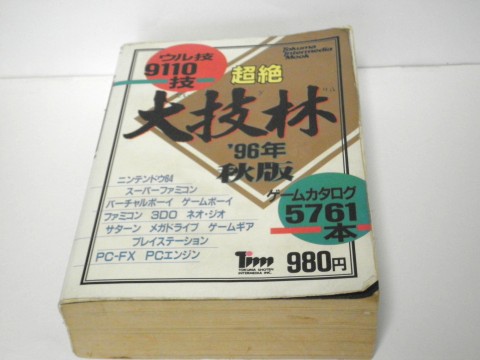 ウル技
9110
技
Tokuma
Intermedia
Mook
超絶
大技林
'96年
秋版
ニンテンドウ64
スーパーファミコン
バーチャルボーイ ゲームボーイ
ファミコン 3DO ネオ・ジオ
サターン メガドライブ ゲームギア
プレイステーション
PC-FX PCエンジン
ゲームカタログ
5761
本
TIM
TOKUMA SHOTEN
INTERMEDIA INC.
980円